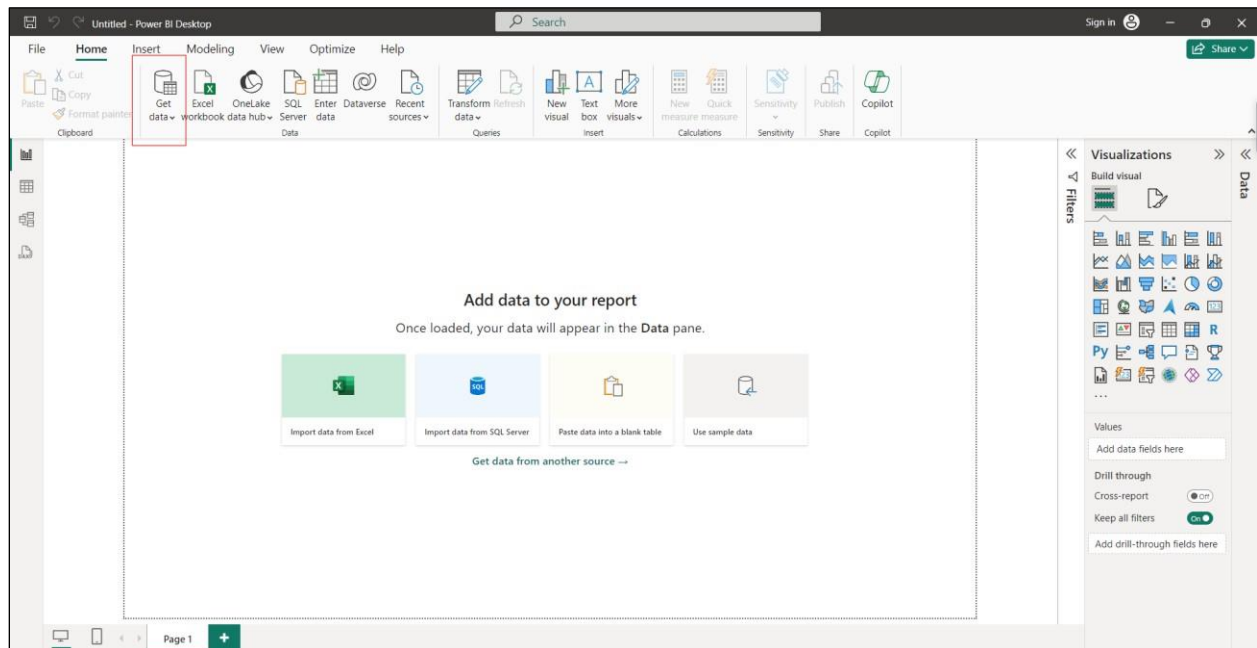 Untitled - Power BI Desktop
Search
Sign in
File Home Insert Modeling View Optimize Help
Share
Paste
Cut
Copy
Format painter
Clipboard
Get data
Excel workbook
OneLake data hub
SQL Server
Enter data
Dataverse
Recent sources
Data
Transform data
Refresh
Queries
New visual
Text box
More visuals
Insert
New measure
Quick measure
Calculations
Sensitivity
Sensitivity
Publish
Share
Copilot
Copilot
Add data to your report
Once loaded, your data will appear in the Data pane.
Import data from Excel
Import data from SQL Server
Paste data into a blank table
Use sample data
Get data from another source →
Filters
Visualizations
Build visual
123
R
Py
...
Values
Add data fields here
Drill through
Cross-report
Off
Keep all filters
On
Add drill-through fields here
Data
Page 1